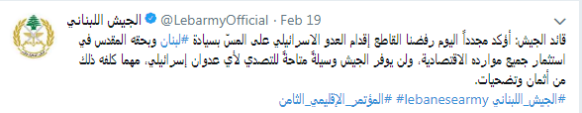 الجيش اللبناني @LebarmyOfficial · Feb 19
قائد الجيش: أؤكد مجدداً اليوم رفضنا القاطع إقدام العدو الاسرائيلي على المسّ بسيادة #لبنان وبحقه المقدس في
استثمار جميع موارده الاقتصادية، ولن يوفر الجيش وسيلةً متاحةً للتصدي لأي عدوان إسرائيلي، مهما كلفه ذلك
من أثمان وتضحيات.
#الجيش_اللبناني #lebanesearmy #المؤتمر_الإقليمي_الثامن